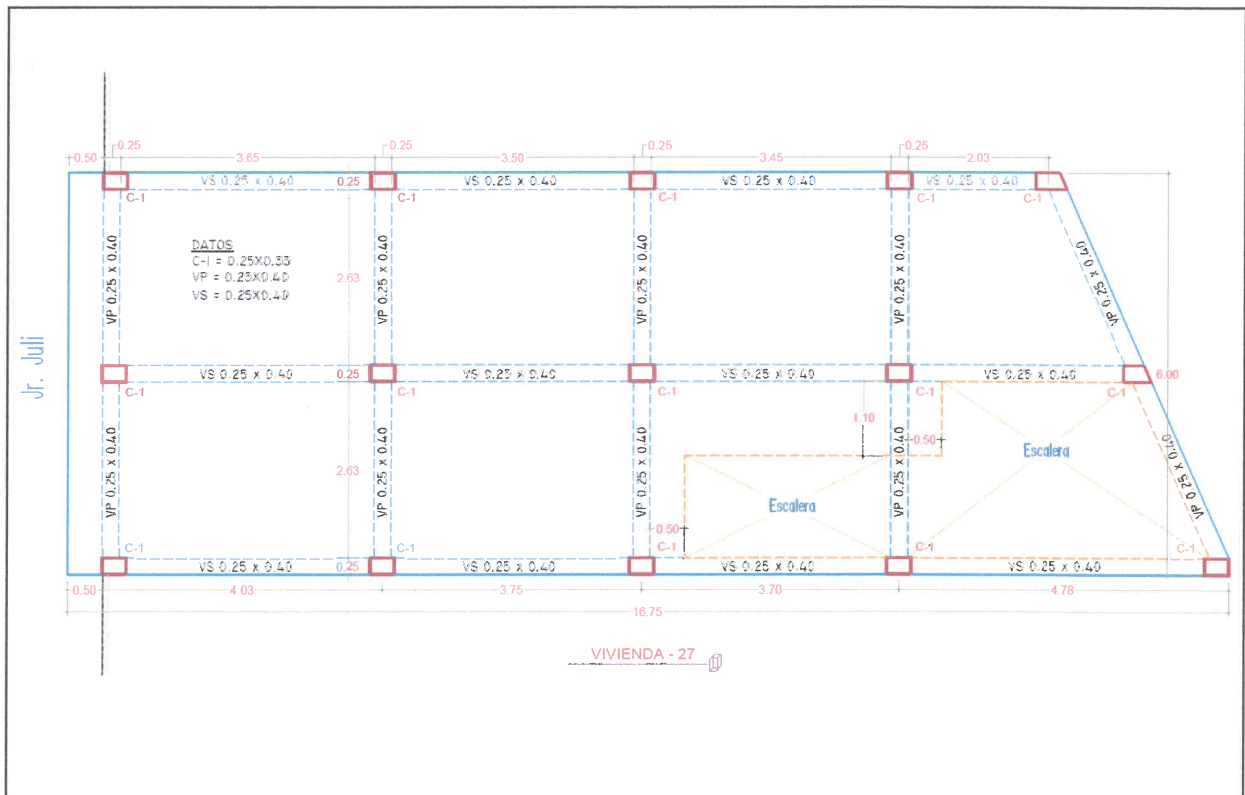 0.25 0.25 0.25 0.25
0.50 3.65 3.50 3.45 2.03
VS 0.25 x 0.40 0.25 VS 0.25 x 0.40 VS 0.25 x 0.40 VS 0.25 x 0.40
C-1 C-1 C-1 C-1 C-1
DATOS
VP 0.25 x 0.40 VP 0.25 x 0.40 VP 0.25 x 0.40 VP 0.25 x 0.40 VP 0.25 x 0.40
VS = 0.25X0.40
2.63
Jr. Juli
VS 0.25 x 0.40 0.25 VS 0.25 x 0.40 VS 0.25 x 0.40 VS 0.25 x 0.40
6.00
C-1 C-1 C-1 C-1
1.10
0.50
Escalera
VP 0.25 x 0.40 VP 0.25 x 0.40 VP 0.25 x 0.40 VP 0.25 x 0.40 VP 0.25 x 0.40
2.63
Escalera
0.50
C-1 C-1 C-1 C-1 C-1
VS 0.25 x 0.40 0.25 VS 0.25 x 0.40 VS 0.25 x 0.40 VS 0.25 x 0.40
0.50 4.03 3.75 3.70 4.78
16.75
VIVIENDA - 27